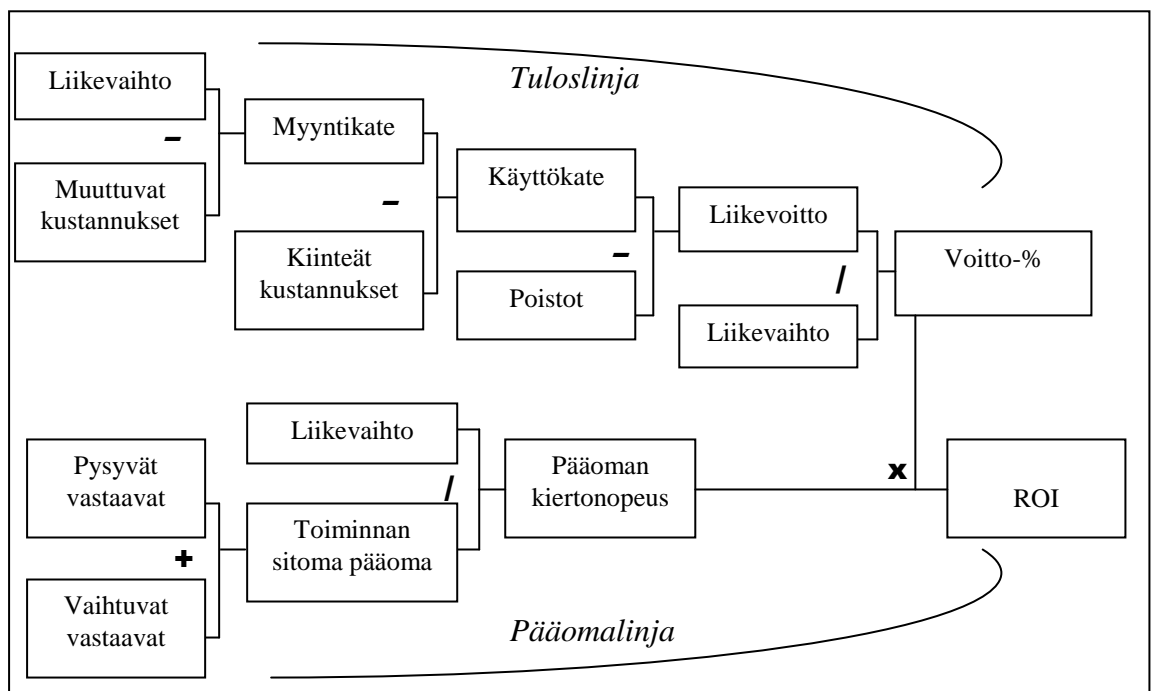 Liikevaihto
–
Muuttuvat
kustannukset
Myyntikate
–
Kiinteät
kustannukset
Tuloslinja
Käyttökate
–
Poistot
Liikevoitto
/
Liikevaihto
Voitto-%
Pysyvät
vastaavat
+
Vaihtuvat
vastaavat
Liikevaihto
/
Toiminnan
sitoma pääoma
Pääoman
kiertonopeus
x
ROI
Pääomalinja